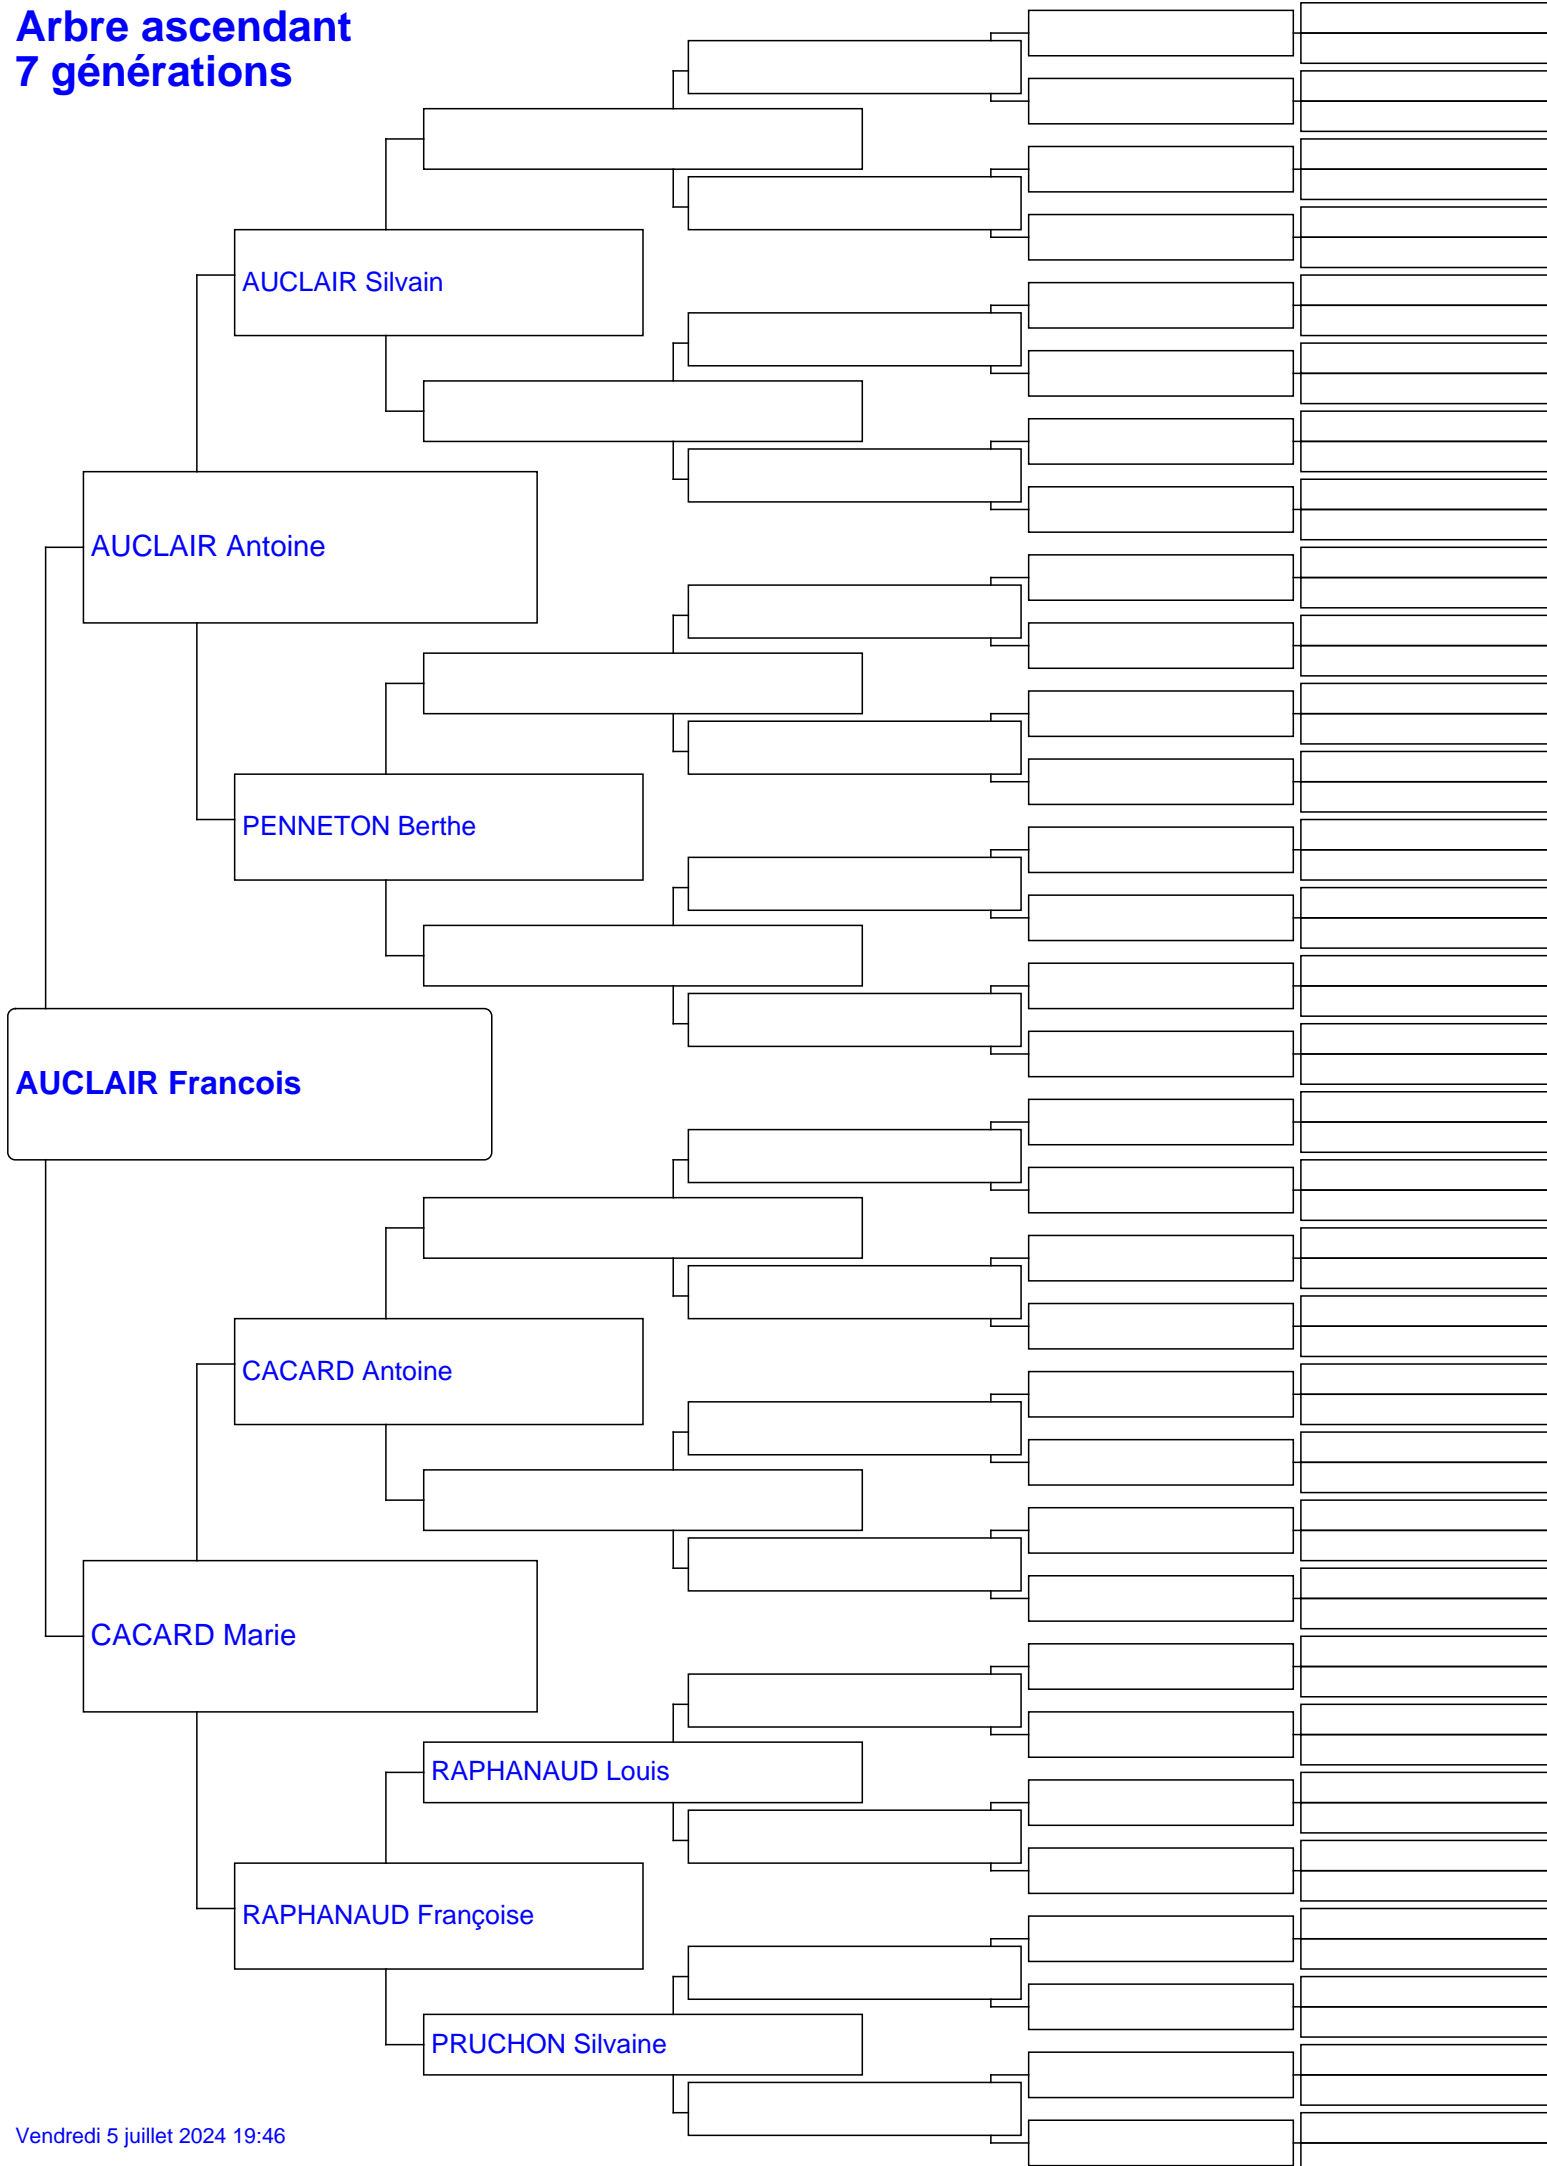 Arbre ascendant
7 générations
AUCLAIR Silvain
AUCLAIR Antoine
PENNETON Berthe
AUCLAIR Francois
CACARD Antoine
CACARD Marie
RAPHANAUD Louis
RAPHANAUD Françoise
PRUCHON Silvaine
Vendredi 5 juillet 2024 19:46